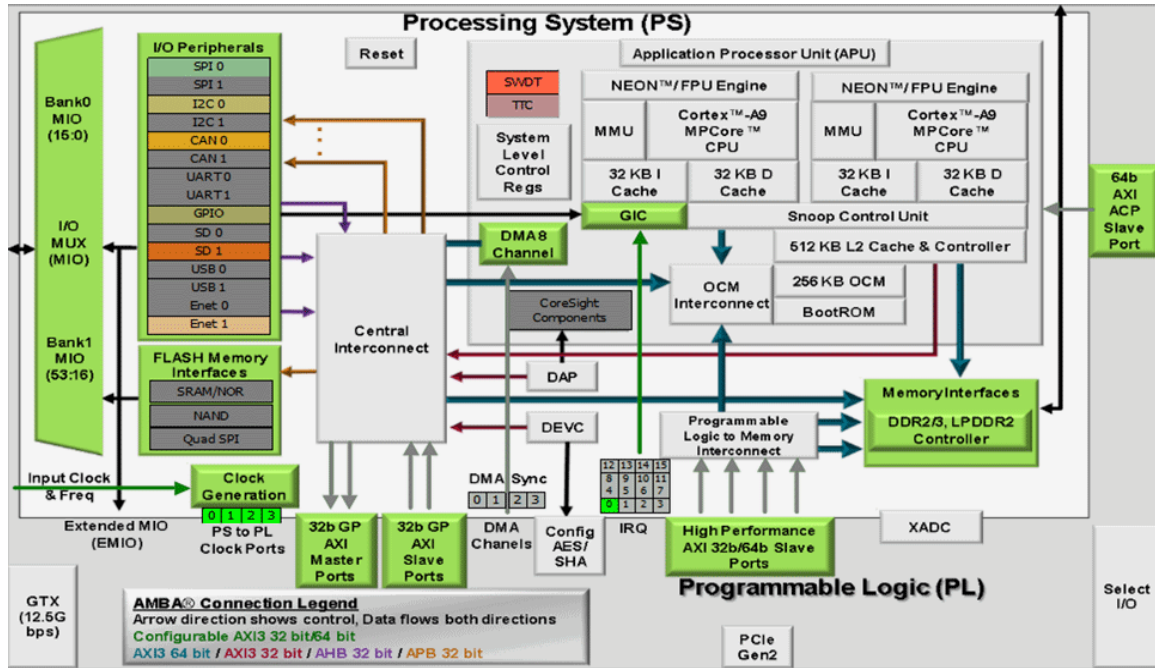 Processing System (PS)
I/O Peripherals
SPI 0
SPI 1
I2C 0
I2C 1
CAN 0
CAN 1
UART 0
UART 1
GPIO
SD 0
SD 1
USB 0
USB 1
Enet 0
Enet 1
Bank0
MIO
(15:0)
I/O
MUX
(MIO)
Bank1
MIO
(53:16)
FLASH Memory
Interfaces
SRAM/NOR
NAND
Quad SPI
Reset
Application Processor Unit (APU)
SWDT
TTC
System
Level
Control
Regs
NEON™/FPU Engine
MMU
Cortex™-A9
MPCore™
CPU
32 KB I
Cache
32 KB D
Cache
NEON™/FPU Engine
MMU
Cortex™-A9
MPCore™
CPU
32 KB I
Cache
32 KB D
Cache
GIC
Snoop Control Unit
DMA8
Channel
512 KB L2 Cache & Controller
OCM
Interconnect
256 KB OCM
BootROM
64b
AXI
ACP
Slave
Port
Central
Interconnect
CoreSight
Components
DAP
DEVC
Programmable
Logic to Memory
Interconnect
Memory Interfaces
DDR2/3, LPDDR2
Controller
Input Clock
& Freq
Clock
Generation
0 1 2 3
PS to PL
Clock Ports
Extended MIO
(EMIO)
32b GP
AXI
Master
Ports
32b GP
AXI
Slave
Ports
DMA Sync
0 1 2 3
DMA
Channels
Config
AES/
SHA
12 13 14 15
8 9 10 11
4 5 6 7
0 1 2 3
IRQ
High Performance
AXI 32b/64b Slave
Ports
XADC
Programmable Logic (PL)
GTX
(12.5G
bps)
AMBA® Connection Legend
Arrow direction shows control, Data flows both directions
Configurable AXI3 32 bit/64 bit
AXI3 64 bit / AXI3 32 bit / AHB 32 bit / APB 32 bit
PCIe
Gen2
Select
I/O